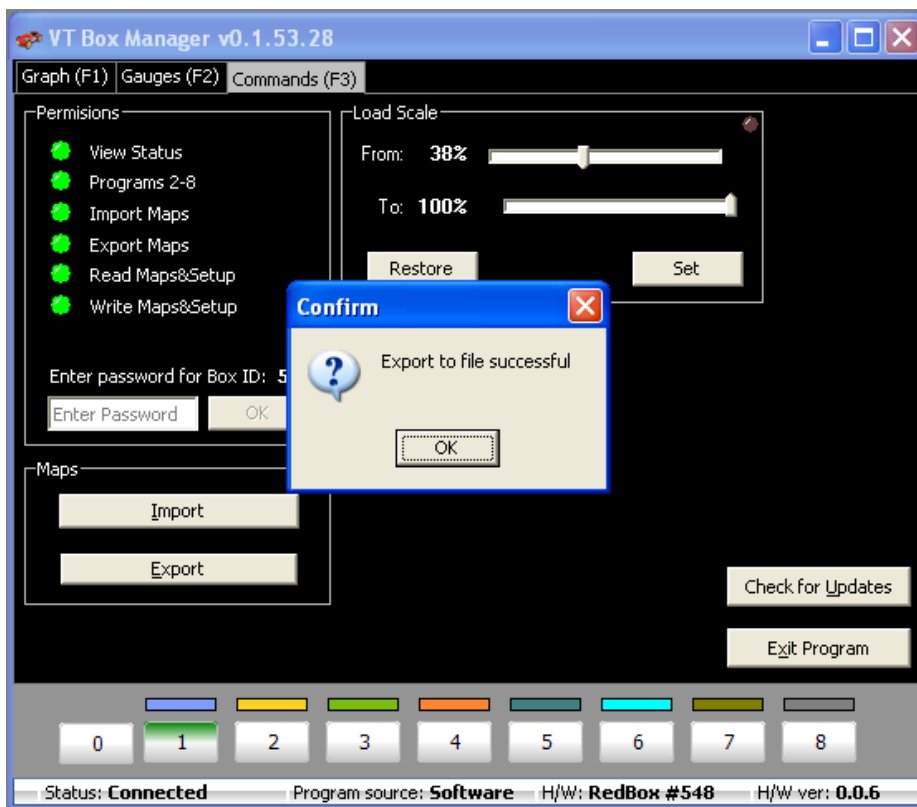 VT Box Manager v0.1.53.28
Graph (F1) Gauges (F2) Commands (F3)
Permisions
View Status
Programs 2-8
Import Maps
Export Maps
Read Maps&Setup
Write Maps&Setup
Enter password for Box ID: 5
Enter Password OK
Load Scale
From: 38%
To: 100%
Restore Set
Confirm
Export to file successful
OK
Maps
Import
Export
Check for Updates
Exit Program
0 1 2 3 4 5 6 7 8
Status: Connected Program source: Software H/W: RedBox #548 H/W ver: 0.0.6